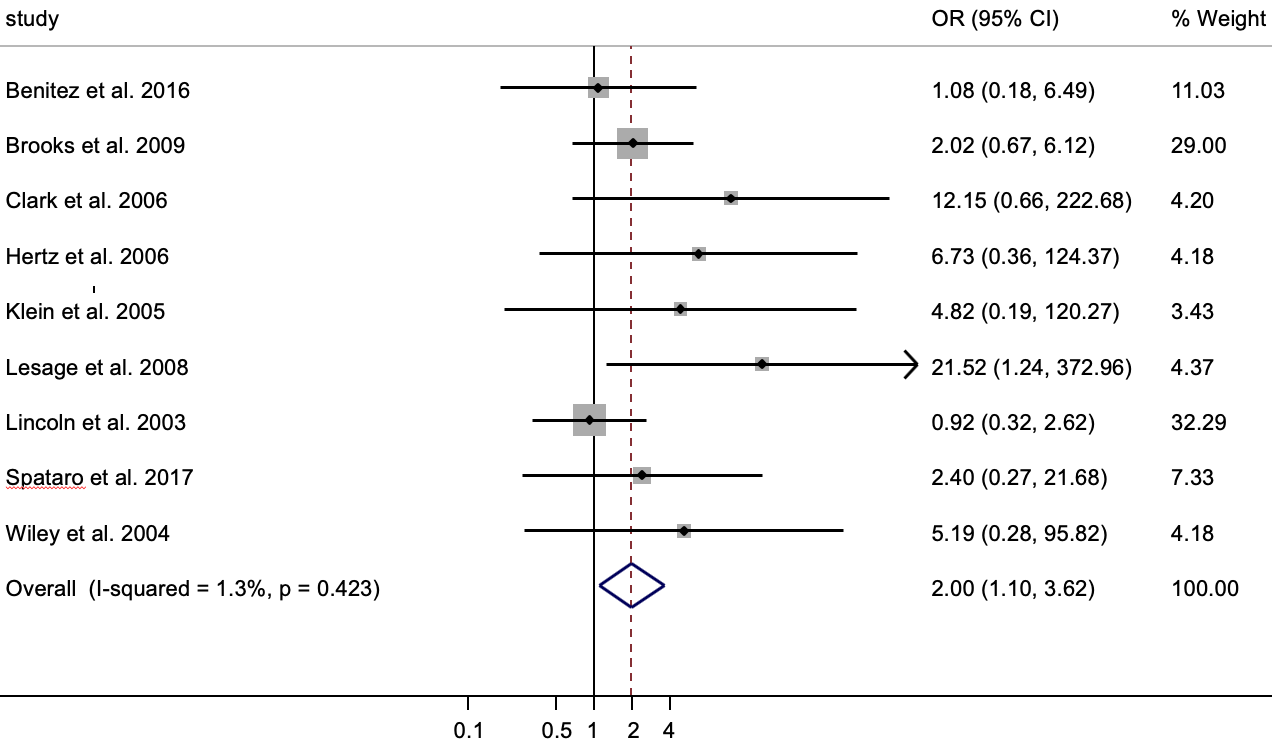 study OR (95% CI) % Weight
Benitez et al. 2016 1.08 (0.18, 6.49) 11.03
Brooks et al. 2009 2.02 (0.67, 6.12) 29.00
Clark et al. 2006 12.15 (0.66, 222.68) 4.20
Hertz et al. 2006 6.73 (0.36, 124.37) 4.18
Klein et al. 2005 4.82 (0.19, 120.27) 3.43
Lesage et al. 2008 21.52 (1.24, 372.96) 4.37
Lincoln et al. 2003 0.92 (0.32, 2.62) 32.29
Spataro et al. 2017 2.40 (0.27, 21.68) 7.33
Wiley et al. 2004 5.19 (0.28, 95.82) 4.18
Overall (I-squared = 1.3%, p = 0.423) 2.00 (1.10, 3.62) 100.00
0.1 0.5 1 2 4